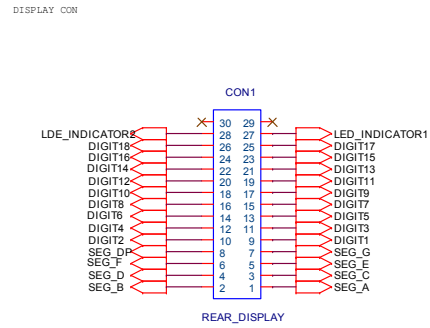 DISPLAY CON
CON1
30 29
LDE_INDICATOR2 28 27 LED_INDICATOR1
DIGIT18 26 25 DIGIT17
DIGIT16 24 23 DIGIT15
DIGIT14 22 21 DIGIT13
DIGIT12 20 19 DIGIT11
DIGIT10 18 17 DIGIT9
DIGIT8 16 15 DIGIT7
DIGIT6 14 13 DIGIT5
DIGIT4 12 11 DIGIT3
DIGIT2 10 9 DIGIT1
SEG_DP 8 7 SEG_G
SEG_F 6 5 SEG_E
SEG_D 4 3 SEG_C
SEG_B 2 1 SEG_A
REAR_DISPLAY